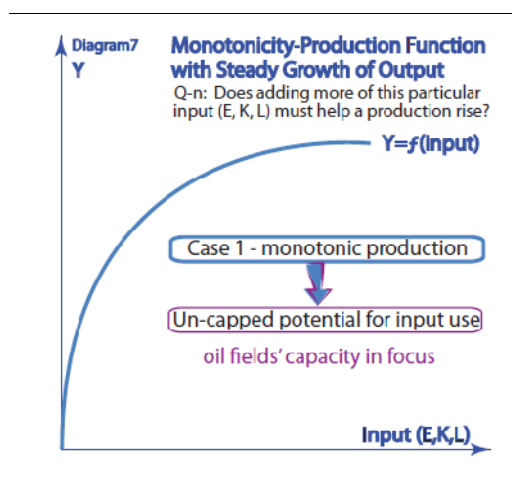 Diagram7
Y
Monotonicity-Production Function
with Steady Growth of Output
Q-n: Does adding more of this particular
input (E, K, L) must help a production rise?
Y=ƒ(Input)
Case 1 - monotonic production
Un-capped potential for input use
oil fields' capacity in focus
Input (E,K,L)